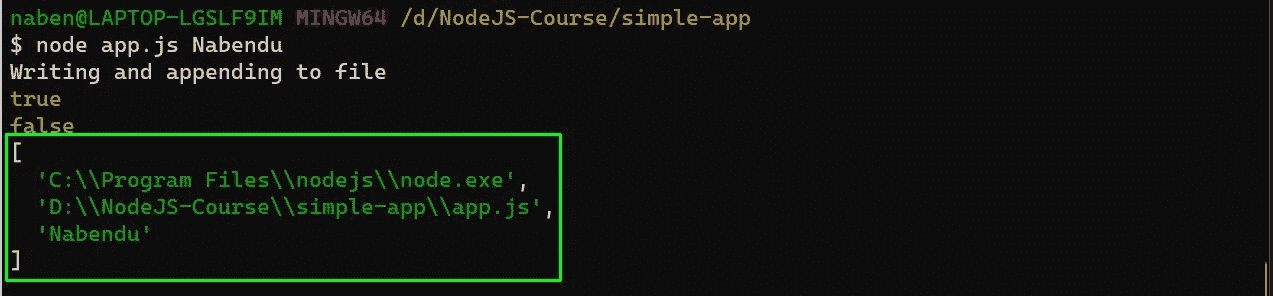 naben@LAPTOP-LGSLF9IM MINGW64 /d/NodeJS-Course/simple-app
$ node app.js Nabendu
Writing and appending to file
true
false
[
  'C:\\Program Files\\nodejs\\node.exe',
  'D:\\NodeJS-Course\\simple-app\\app.js',
  'Nabendu'
]